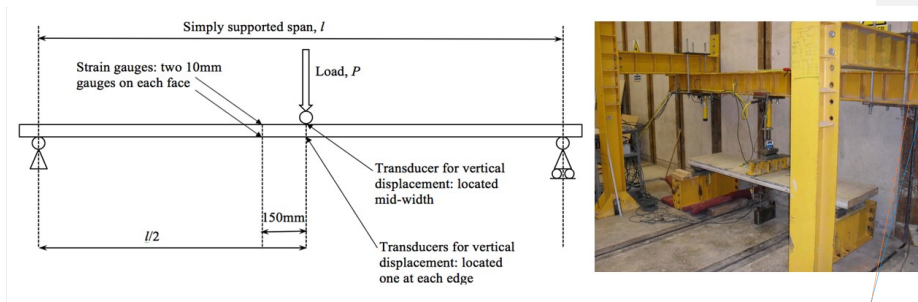 Simply supported span, l
Strain gauges: two 10mm
gauges on each face
Load, P
Transducer for vertical
displacement: located
mid-width
150mm
l/2
Transducers for vertical
displacement: located
one at each edge